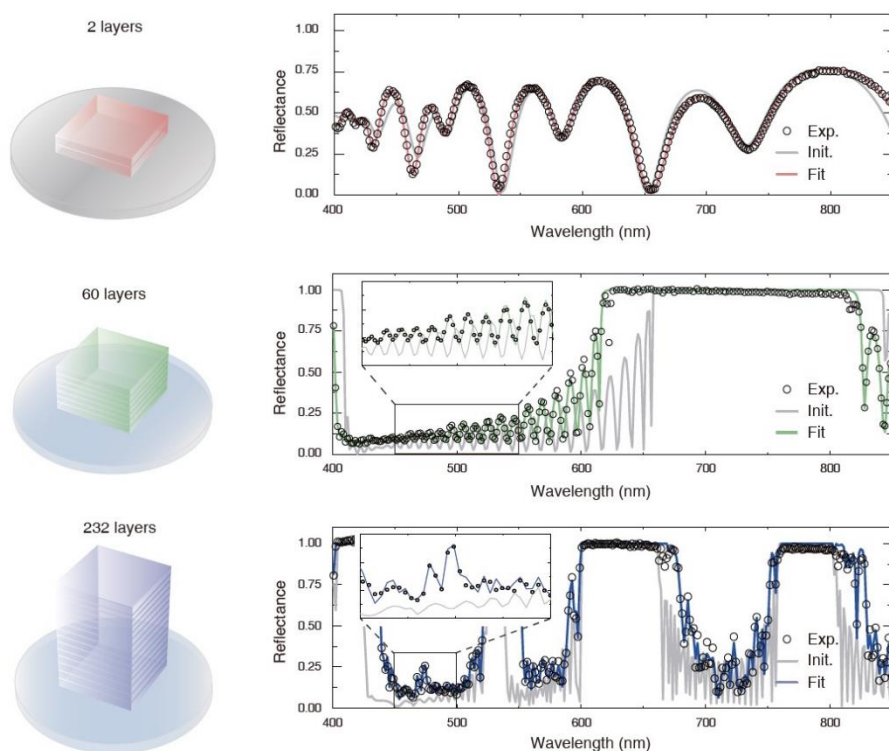 2 layers
Reflectance
1.00
0.75
0.50
0.25
0.00
Exp.
Init.
Fit
400
500
600
700
800
Wavelength (nm)
60 layers
Reflectance
1.00
0.75
0.50
0.25
0.00
Exp.
Init.
Fit
400
500
600
700
800
Wavelength (nm)
232 layers
Reflectance
1.00
0.75
0.50
0.25
0.00
Exp.
Init.
Fit
400
500
600
700
800
Wavelength (nm)